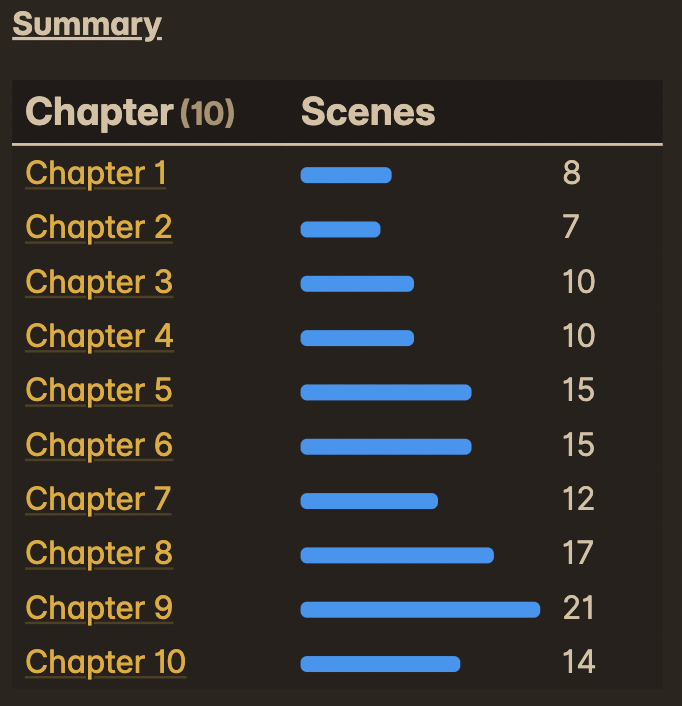 Summary
Chapter (10) Scenes
Chapter 1 8
Chapter 2 7
Chapter 3 10
Chapter 4 10
Chapter 5 15
Chapter 6 15
Chapter 7 12
Chapter 8 17
Chapter 9 21
Chapter 10 14